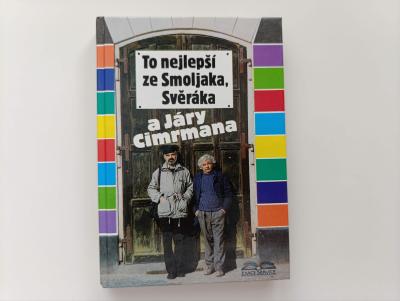 To nejlepší
ze Smoljaka,
Svěráka
a Járy
Cimrmana